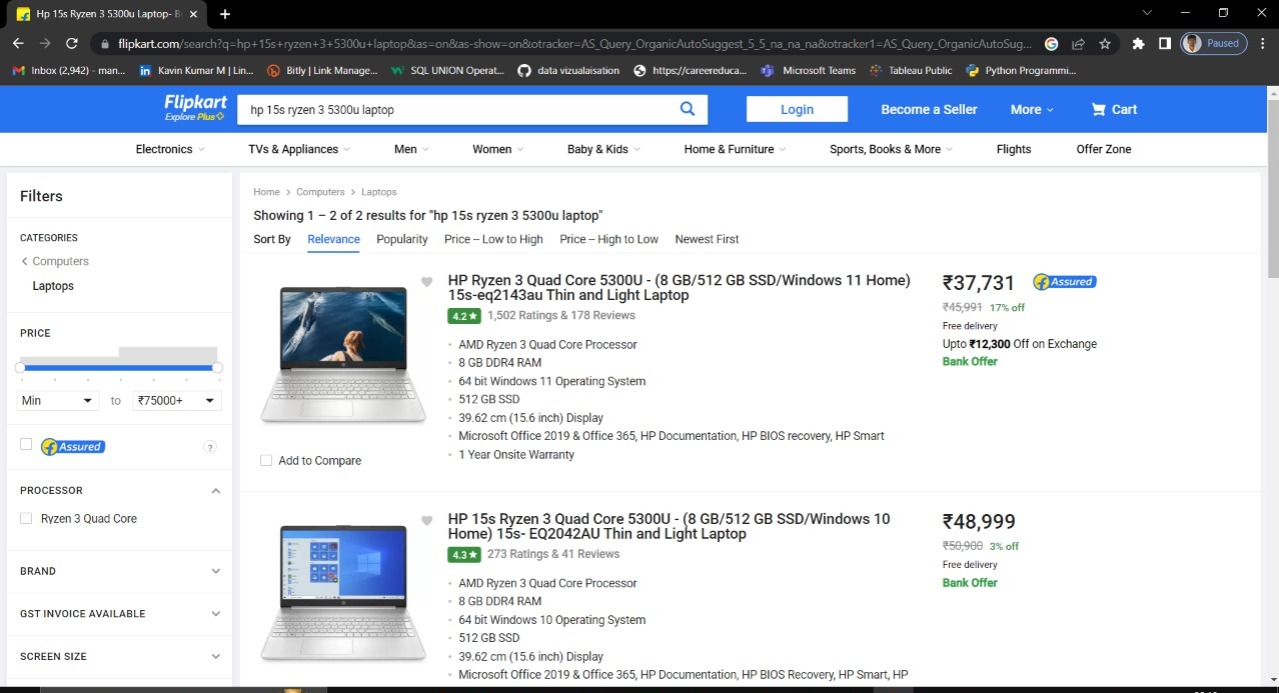 Hp 15s Ryzen 3 5300u Laptop- B
flipkart.com/search?q=hp+15s+ryzen+3+5300u+laptop&as=on&as-show=on&otracker=AS_Query_OrganicAutoSuggest_5_5_na_na_na&otracker1=AS_Query_OrganicAutoSug...
Paused
Inbox (2,942) - man...
Kavin Kumar M | Lin...
Bitly | Link Manage...
SQL UNION Operat...
data vizualaisation
https://careereduca...
Microsoft Teams
Tableau Public
Python Programmi...
Flipkart
Explore Plus
hp 15s ryzen 3 5300u laptop
Login
Become a Seller
More
Cart
Electronics
TVs & Appliances
Men
Women
Baby & Kids
Home & Furniture
Sports, Books & More
Flights
Offer Zone
Filters
CATEGORIES
< Computers
Laptops
PRICE
Min
to
₹75000+
Assured
?
PROCESSOR
Ryzen 3 Quad Core
BRAND
GST INVOICE AVAILABLE
SCREEN SIZE
Home > Computers > Laptops
Showing 1 – 2 of 2 results for "hp 15s ryzen 3 5300u laptop"
Sort By Relevance Popularity Price -- Low to High Price -- High to Low Newest First
HP Ryzen 3 Quad Core 5300U - (8 GB/512 GB SSD/Windows 11 Home)
15s-eq2143au Thin and Light Laptop
4.2★ 1,502 Ratings & 178 Reviews
AMD Ryzen 3 Quad Core Processor
8 GB DDR4 RAM
64 bit Windows 11 Operating System
512 GB SSD
39.62 cm (15.6 inch) Display
Microsoft Office 2019 & Office 365, HP Documentation, HP BIOS recovery, HP Smart
1 Year Onsite Warranty
Add to Compare
₹37,731
Assured
₹45,991 17% off
Free delivery
Upto ₹12,300 Off on Exchange
Bank Offer
HP 15s Ryzen 3 Quad Core 5300U - (8 GB/512 GB SSD/Windows 10
Home) 15s- EQ2042AU Thin and Light Laptop
4.3★ 273 Ratings & 41 Reviews
AMD Ryzen 3 Quad Core Processor
8 GB DDR4 RAM
64 bit Windows 10 Operating System
512 GB SSD
39.62 cm (15.6 inch) Display
Microsoft Office 2019 & Office 365, HP Documentation, HP BIOS Recovery, HP Smart, HP
₹48,999
₹50,900 3% off
Free delivery
Bank Offer